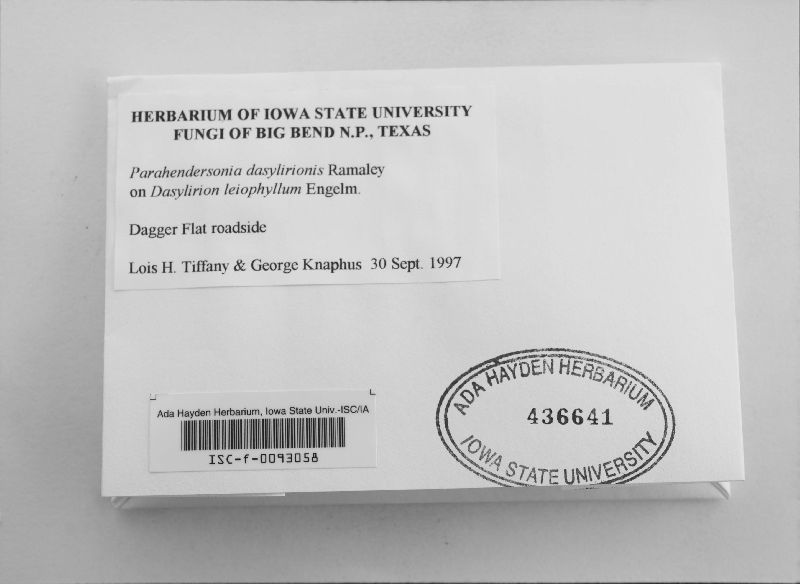 HERBARIUM OF IOWA STATE UNIVERSITY
FUNGI OF BIG BEND N.P., TEXAS
Parahendersonia dasylirionis Ramaley
on Dasylirion leiophyllum Engelm.
Dagger Flat roadside
Lois H. Tiffany & George Knaphus 30 Sept. 1997
Ada Hayden Herbarium, Iowa State Univ.-ISC/IA
ISC-f-0093058
ADA HAYDEN HERBARIUM
436641
IOWA STATE UNIVERSITY